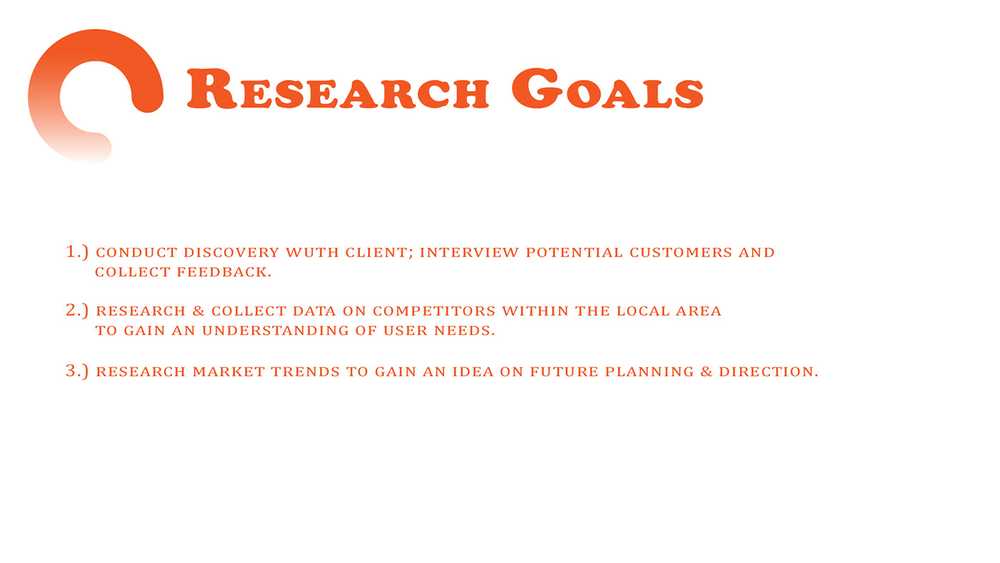 Research Goals
1.) CONDUCT DISCOVERY WUTH CLIENT; INTERVIEW POTENTIAL CUSTOMERS AND
COLLECT FEEDBACK.
2.) RESEARCH & COLLECT DATA ON COMPETITORS WITHIN THE LOCAL AREA
TO GAIN AN UNDERSTANDING OF USER NEEDS.
3.) RESEARCH MARKET TRENDS TO GAIN AN IDEA ON FUTURE PLANNING & DIRECTION.